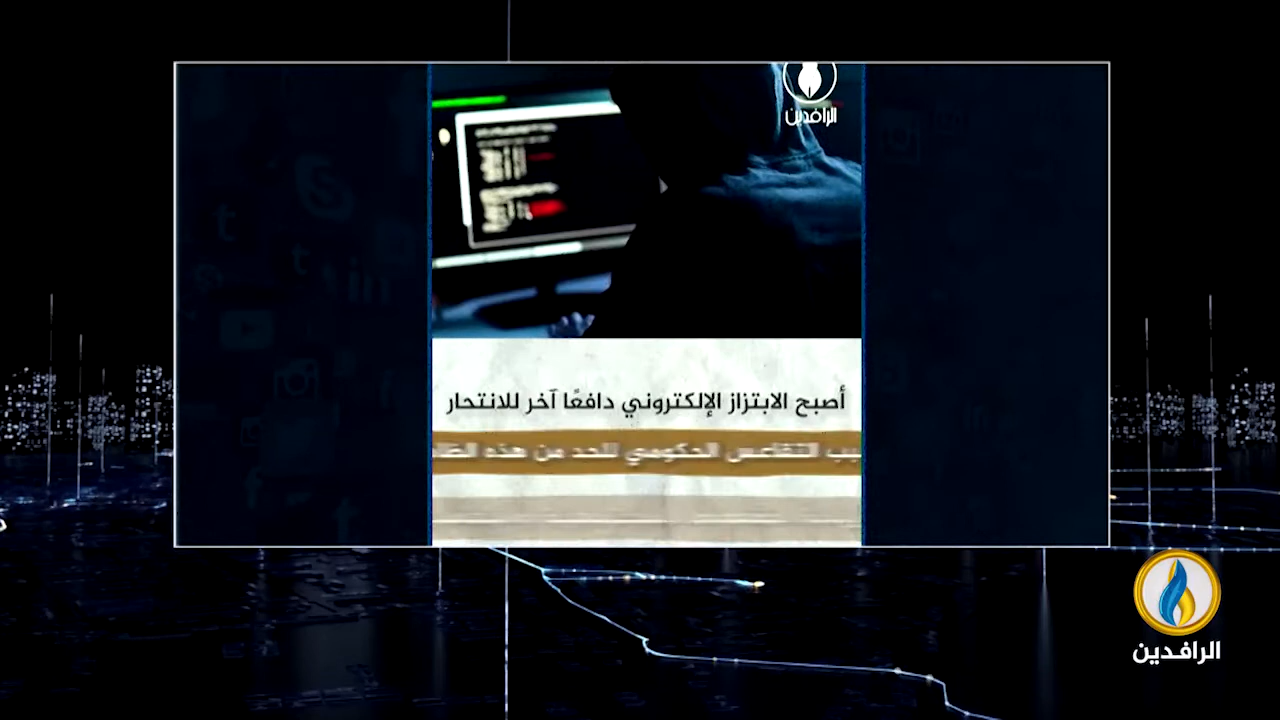 الرافدين
أصبح الابتزاز الإلكتروني دافعًا آخر للانتحار
التقاعس الحكومي للحد من هذه
الرافدين